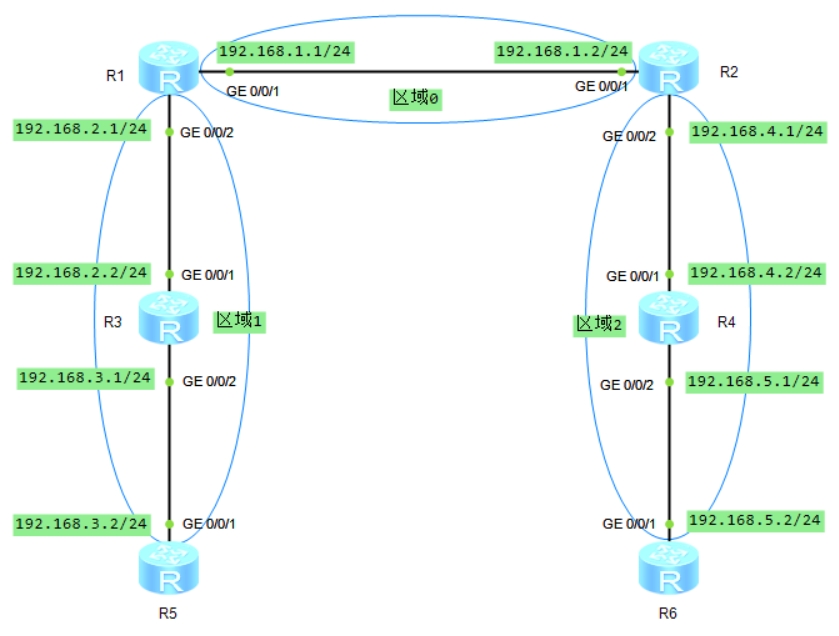 192.168.1.1/24
192.168.1.2/24
R1
R2
GE 0/0/1
GE 0/0/1
区域0
192.168.2.1/24
GE 0/0/2
GE 0/0/2
192.168.4.1/24
192.168.2.2/24
GE 0/0/1
GE 0/0/1
192.168.4.2/24
R3
R
区域1
区域2
R
R4
192.168.3.1/24
GE 0/0/2
GE 0/0/2
192.168.5.1/24
192.168.3.2/24
GE 0/0/1
GE 0/0/1
192.168.5.2/24
R
R
R5
R6
R
R